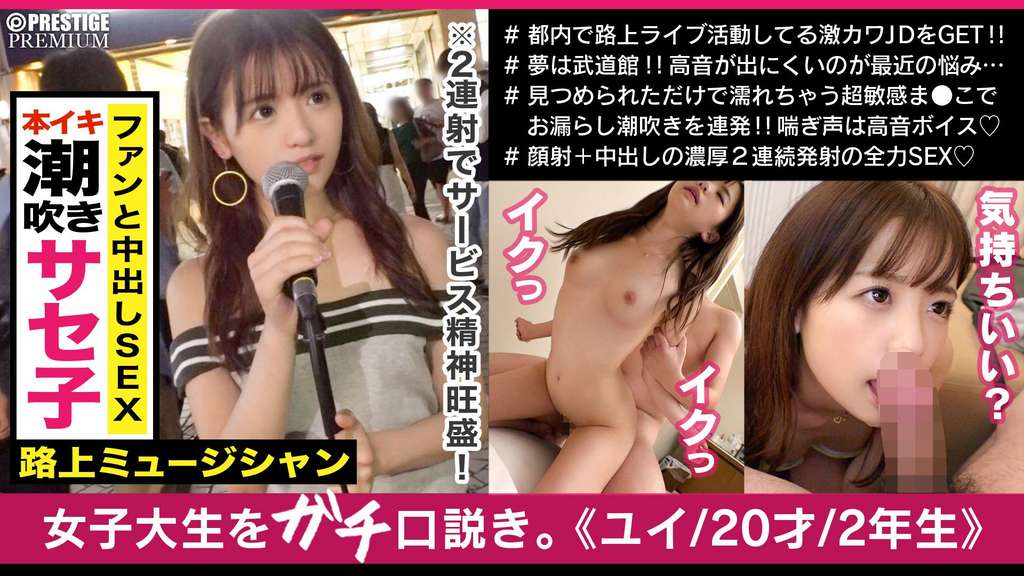 PRESTIGE
PREMIUM
ファンと中出しSEX
本イキ
潮
吹き
サセ子
路上ミュージシャン
※2連射でサービス精神旺盛！
# 都内で路上ライブ活動してる激カワJDをGET!!
# 夢は武道館!!高音が出にくいのが最近の悩み…
# 見つめられただけで濡れちゃう超敏感ま●こで
お漏らし潮吹きを連発!!喘ぎ声は高音ボイス♡
# 顔射＋中出しの濃厚２連続発射の全力SEX♡
イクっ
イクっ
気持ちいい？
女子大生をガチ口説き。《ユイ/20才/2年生》